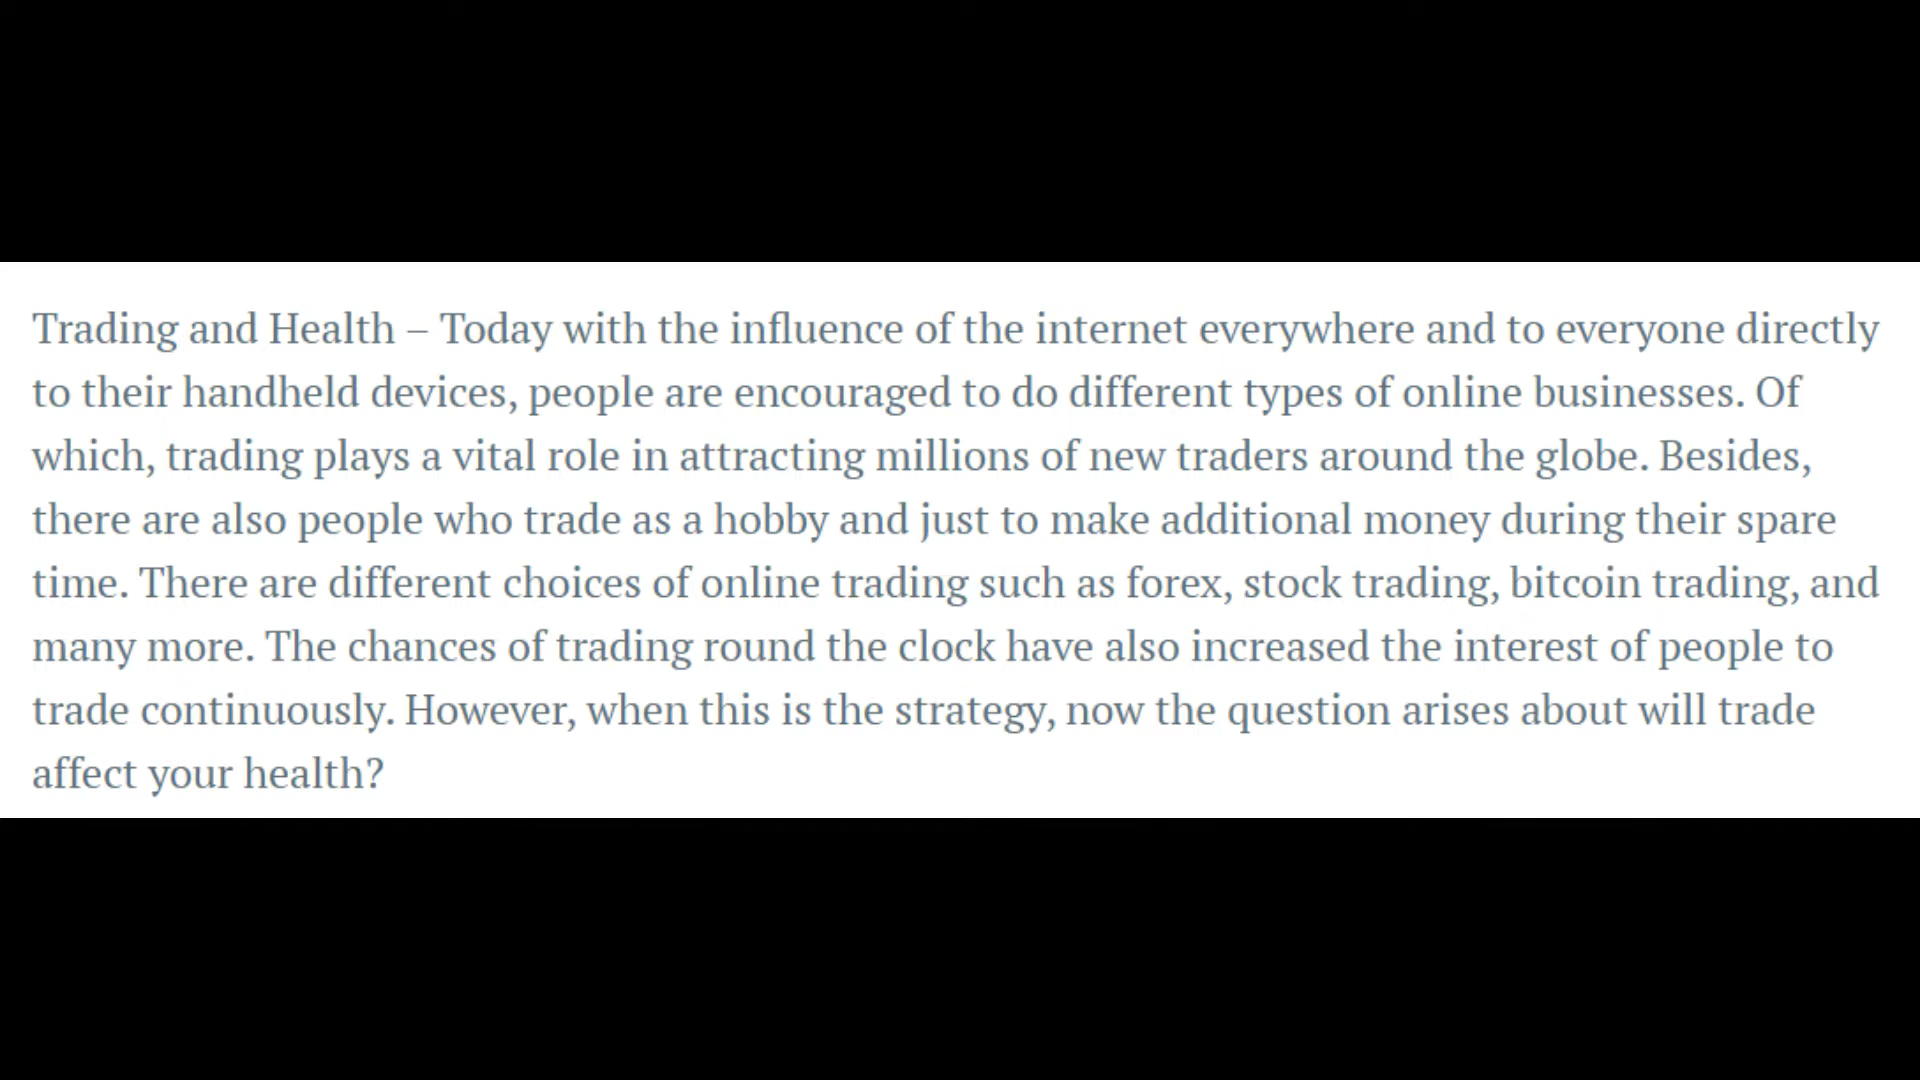 Trading and Health – Today with the influence of the internet everywhere and to everyone directly
to their handheld devices, people are encouraged to do different types of online businesses. Of
which, trading plays a vital role in attracting millions of new traders around the globe. Besides,
there are also people who trade as a hobby and just to make additional money during their spare
time. There are different choices of online trading such as forex, stock trading, bitcoin trading, and
many more. The chances of trading round the clock have also increased the interest of people to
trade continuously. However, when this is the strategy, now the question arises about will trade
affect your health?